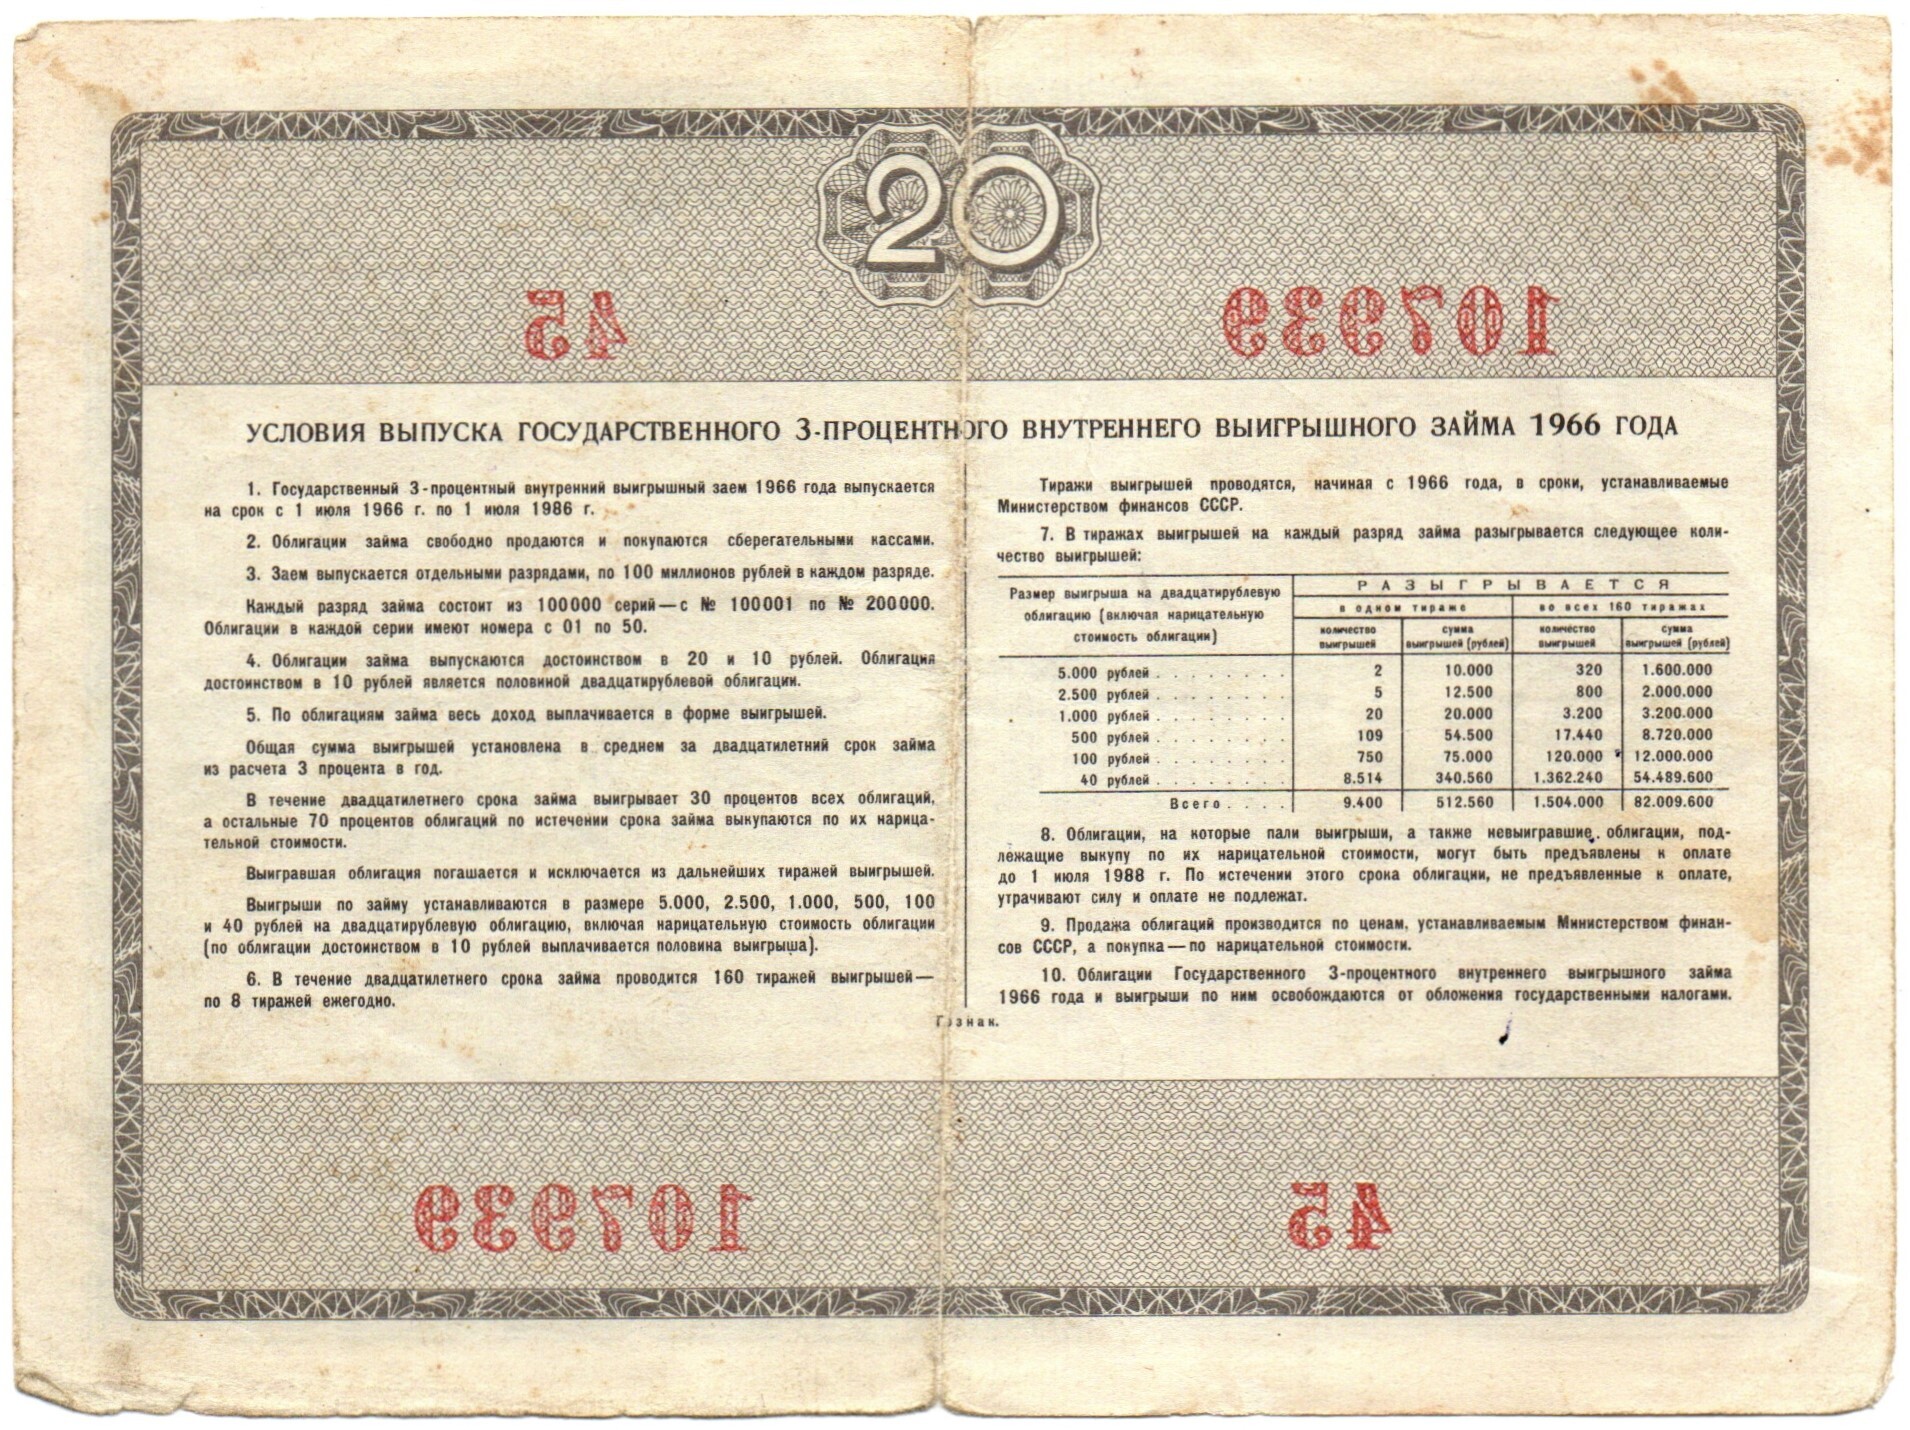 20
45 107939
УСЛОВИЯ ВЫПУСКА ГОСУДАРСТВЕННОГО 3-ПРОЦЕНТНОГО ВНУТРЕННЕГО ВЫИГРЫШНОГО ЗАЙМА 1966 ГОДА
1. Государственный 3-процентный внутренний выигрышный заем 1966 года выпускается
на срок с 1 июля 1966 г. по 1 июля 1986 г.
2. Облигации займа свободно продаются и покупаются сберегательными кассами.
3. Заем выпускается отдельными разрядами, по 100 миллионов рублей в каждом разряде.
Каждый разряд займа состоит из 100000 серий — с № 100001 по № 200000.
Облигации в каждой серии имеют номера с 01 по 50.
4. Облигации займа выпускаются достоинством в 20 и 10 рублей. Облигация
достоинством в 10 рублей является половиной двадцатирублевой облигации.
5. По облигациям займа весь доход выплачивается в форме выигрышей.
Общая сумма выигрышей установлена в среднем за двадцатилетний срок займа
из расчета 3 процента в год.
В течение двадцатилетнего срока займа выигрывает 30 процентов всех облигаций,
а остальные 70 процентов облигаций по истечении срока займа выкупаются по их нарица-
тельной стоимости.
Выигравшая облигация погашается и исключается из дальнейших тиражей выигрышей.
Выигрыши по займу устанавливаются в размере 5.000, 2.500, 1.000, 500, 100
и 40 рублей на двадцатирублевую облигацию, включая нарицательную стоимость облигации
(по облигации достоинством в 10 рублей выплачивается половина выигрыша).
6. В течение двадцатилетнего срока займа проводится 160 тиражей выигрышей —
по 8 тиражей ежегодно.
Тиражи выигрышей проводятся, начиная с 1966 года, в сроки, устанавливаемые
Министерством финансов СССР.
7. В тиражах выигрышей на каждый разряд займа разыгрывается следующее коли-
чество выигрышей:
Размер выигрыша на двадцатирублевую
облигацию (включая нарицательную
стоимость облигации)
РАЗЫГРЫВАЕТСЯ
в одном тираже во всех 160 тиражах
количество выигрышей сумма выигрышей (рублей) количество выигрышей сумма выигрышей (рублей)
5.000 рублей . . . . . . . . 2 10.000 320 1.600.000
2.500 рублей . . . . . . . . 5 12.500 800 2.000.000
1.000 рублей . . . . . . . . 20 20.000 3.200 3.200.000
500 рублей . . . . . . . . 109 54.500 17.440 8.720.000
100 рублей . . . . . . . . 750 75.000 120.000 12.000.000
40 рублей . . . . . . . . 8.514 340.560 1.362.240 54.489.600
Всего . . . . 9.400 512.560 1.504.000 82.009.600
8. Облигации, на которые пали выигрыши, а также невыигравшие облигации, под-
лежащие выкупу по их нарицательной стоимости, могут быть предъявлены к оплате
до 1 июля 1988 г. По истечении этого срока облигации, не предъявленные к оплате,
утрачивают силу и оплате не подлежат.
9. Продажа облигаций производится по ценам, устанавливаемым Министерством финан-
сов СССР, а покупка — по нарицательной стоимости.
10. Облигации Государственного 3-процентного внутреннего выигрышного займа
1966 года и выигрыши по ним освобождаются от обложения государственными налогами.
Гознак.
107939 45